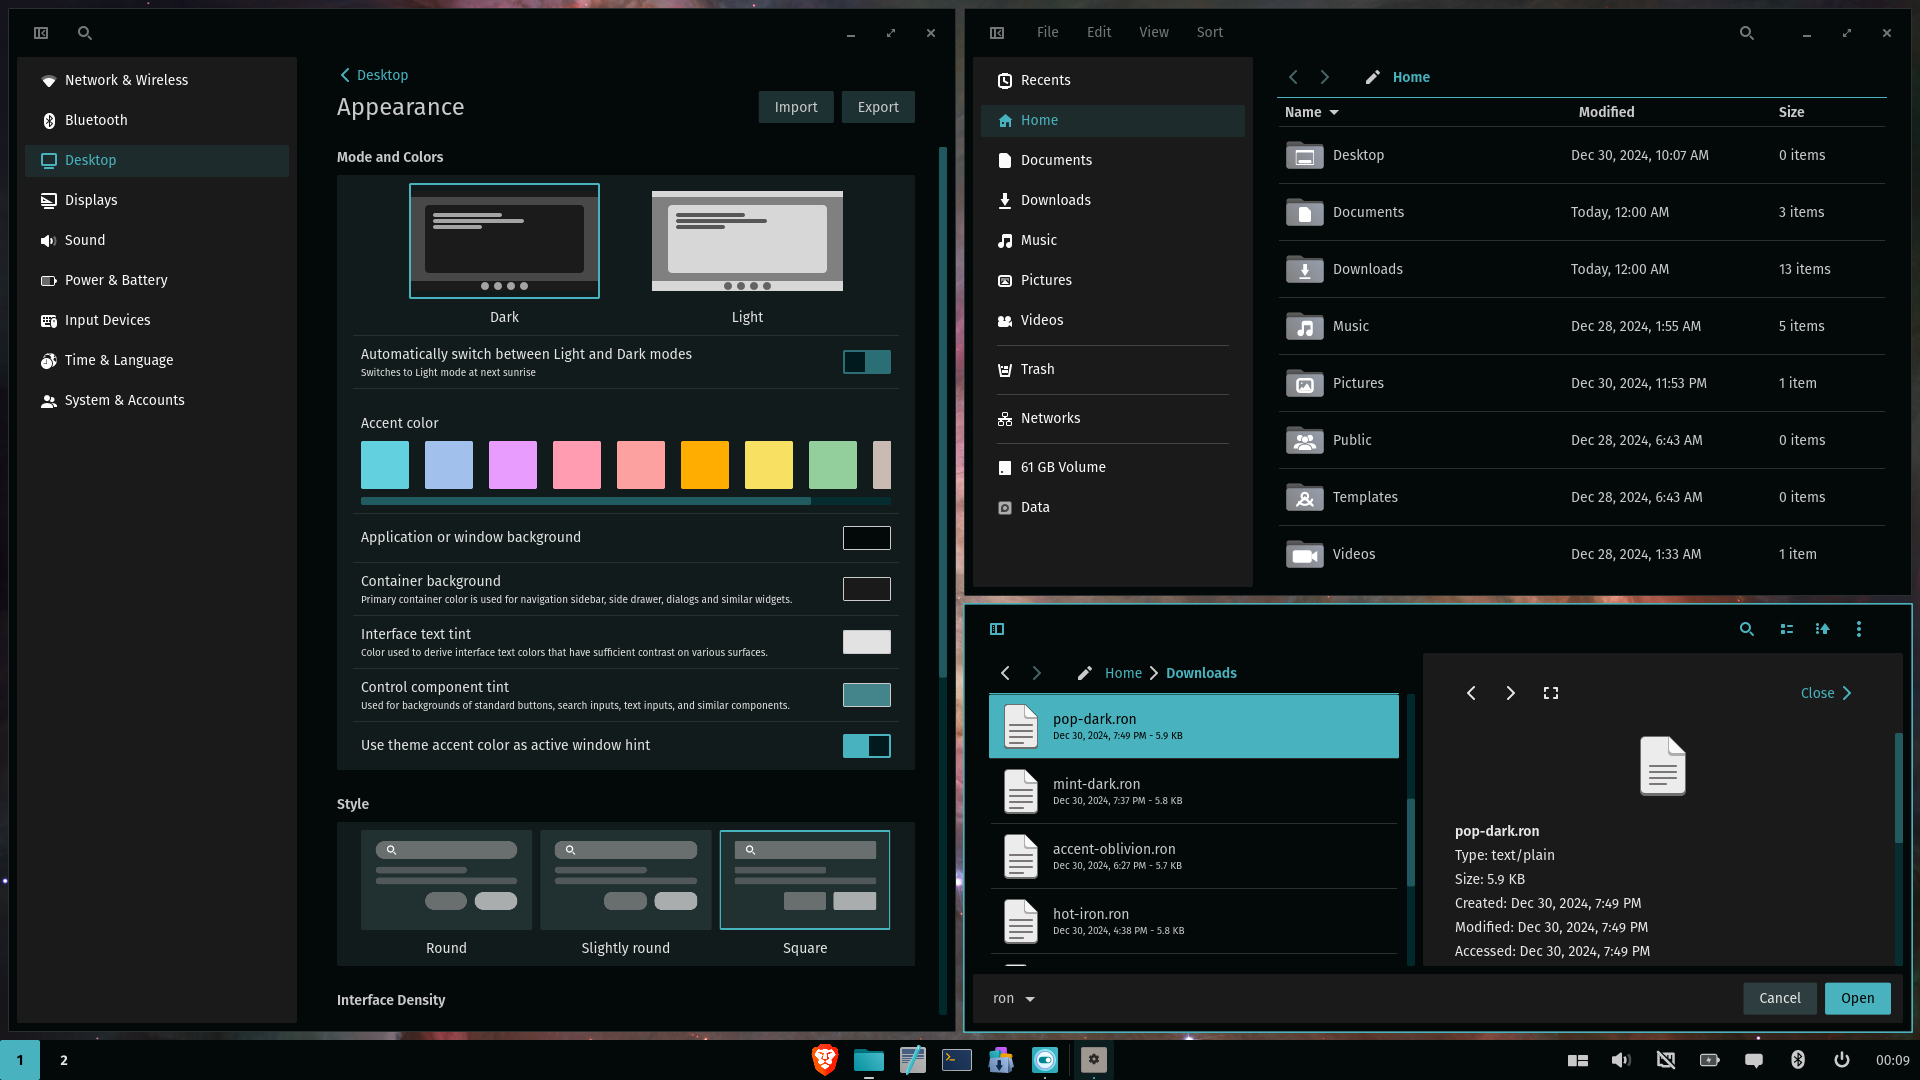 Network & Wireless
Bluetooth
Desktop
Displays
Sound
Power & Battery
Input Devices
Time & Language
System & Accounts
Desktop
Appearance
Import
Export
Mode and Colors
Dark
Light
Automatically switch between Light and Dark modes
Switches to Light mode at next sunrise
Accent color
Application or window background
Container background
Primary container color is used for navigation sidebar, side drawer, dialogs and similar widgets.
Interface text tint
Color used to derive interface text colors that have sufficient contrast on various surfaces.
Control component tint
Used for backgrounds of standard buttons, search inputs, text inputs, and similar components.
Use theme accent color as active window hint
Style
Round
Slightly round
Square
Interface Density
File Edit View Sort
Recents
Home
Documents
Downloads
Music
Pictures
Videos
Trash
Networks
61 GB Volume
Data
Home
Name Modified Size
Desktop Dec 30, 2024, 10:07 AM 0 items
Documents Today, 12:00 AM 3 items
Downloads Today, 12:00 AM 13 items
Music Dec 28, 2024, 1:55 AM 5 items
Pictures Dec 30, 2024, 11:53 PM 1 item
Public Dec 28, 2024, 6:43 AM 0 items
Templates Dec 28, 2024, 6:43 AM 0 items
Videos Dec 28, 2024, 1:33 AM 1 item
Home Downloads
pop-dark.ron
Dec 30, 2024, 7:49 PM - 5.9 KB
mint-dark.ron
Dec 30, 2024, 7:37 PM - 5.8 KB
accent-oblivion.ron
Dec 30, 2024, 6:27 PM - 5.7 KB
hot-iron.ron
Dec 30, 2024, 4:38 PM - 5.8 KB
Close
pop-dark.ron
Type: text/plain
Size: 5.9 KB
Created: Dec 30, 2024, 7:49 PM
Modified: Dec 30, 2024, 7:49 PM
Accessed: Dec 30, 2024, 7:49 PM
ron
Cancel
Open
1 2
00:09